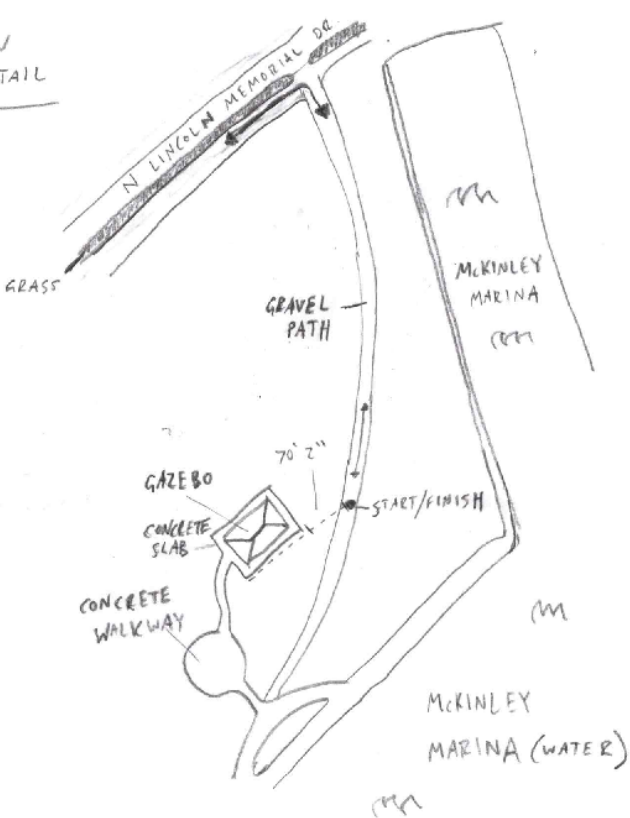 TAIL
N LINCOLN MEMORIAL DR.
GRASS
McKINLEY
MARINA
GRAVEL
PATH
70' 2"
GAZEBO
START/FINISH
CONCRETE
SLAB
CONCRETE
WALKWAY
McKINLEY
MARINA (WATER)